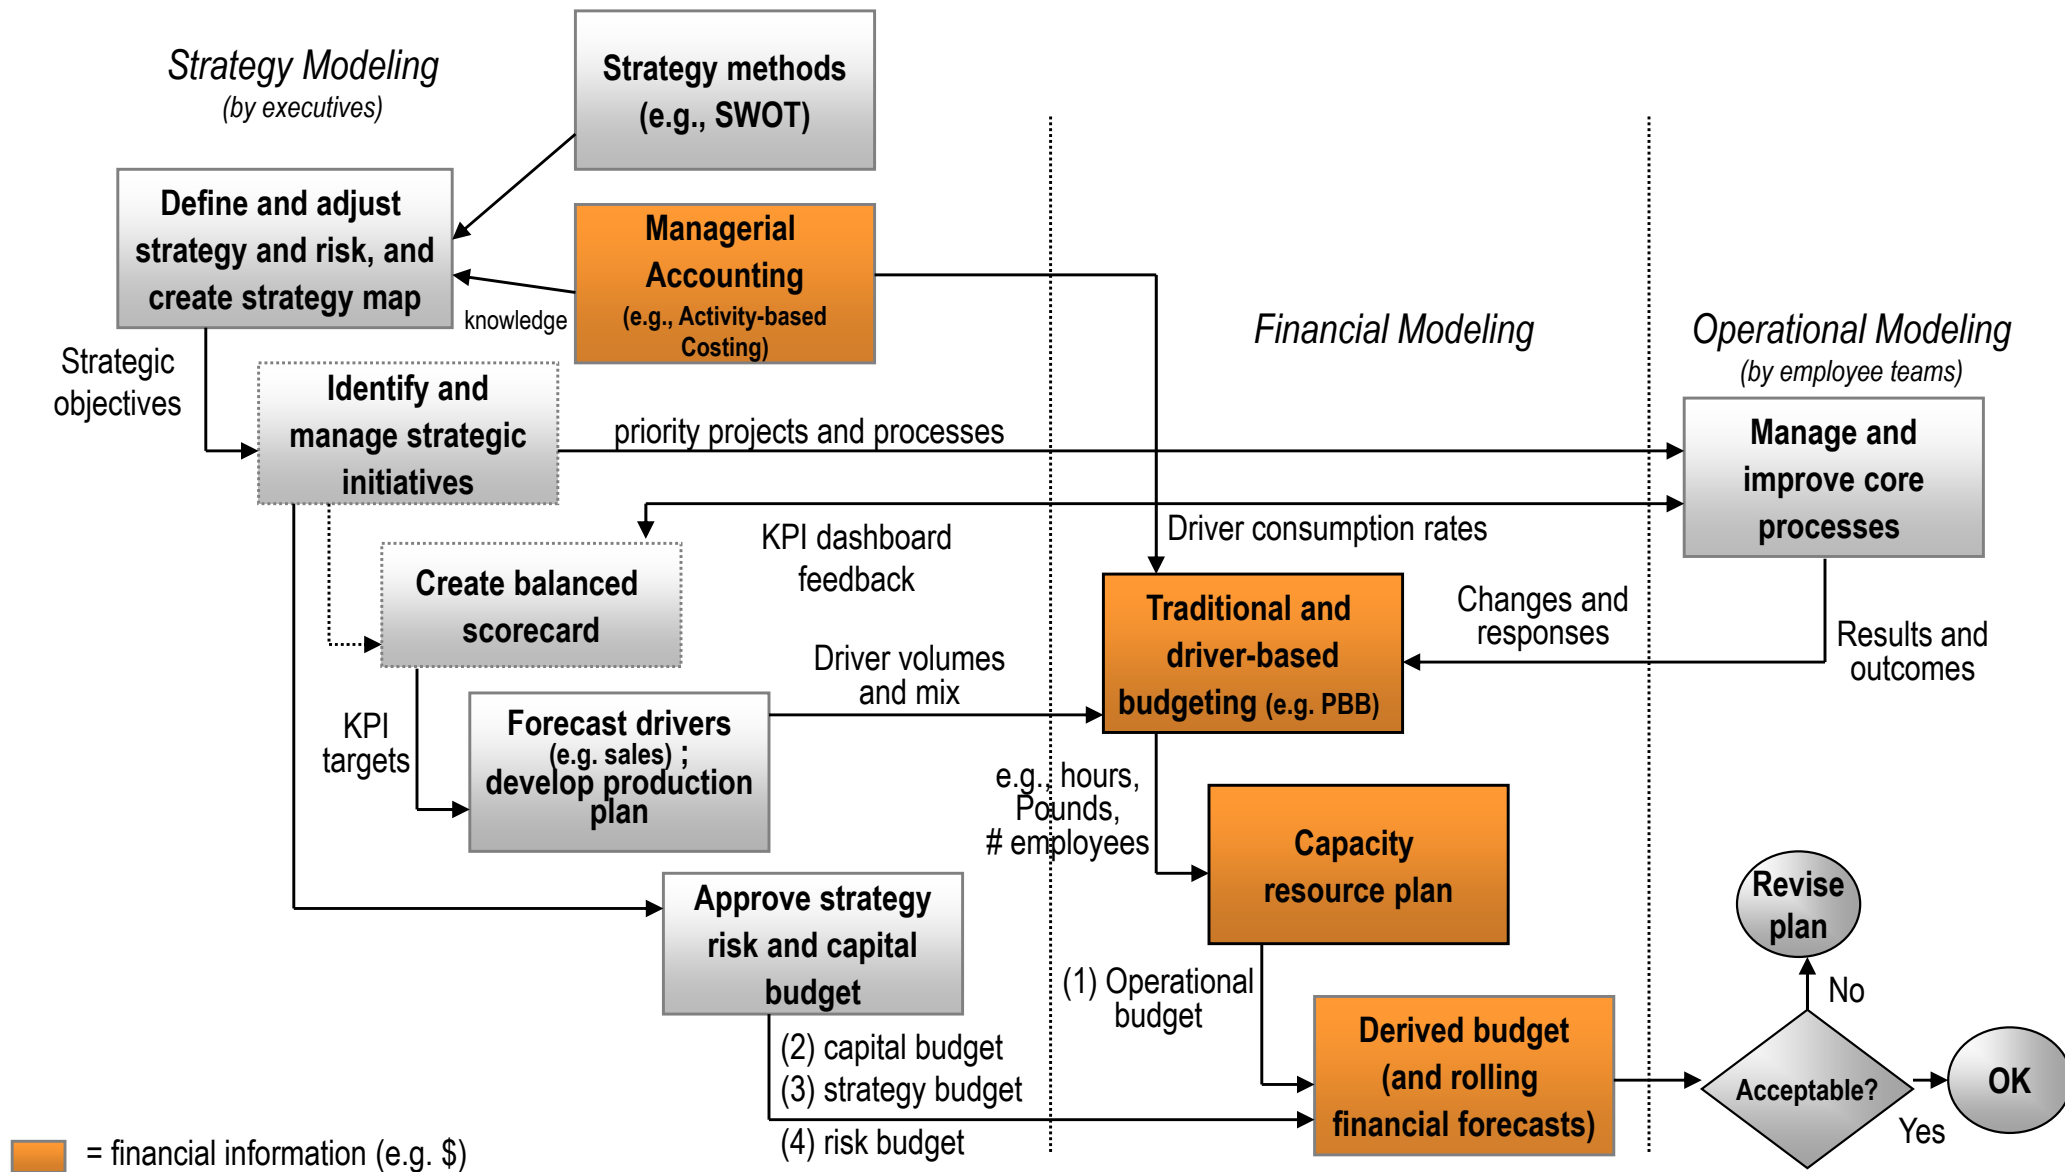 Strategy Modeling
(by executives)
Strategy methods
(e.g., SWOT)
Define and adjust
strategy and risk, and
create strategy map
Managerial
Accounting
(e.g., Activity-based
Costing)
knowledge
Financial Modeling
Operational Modeling
(by employee teams)
Strategic
objectives
Identify and
manage strategic
initiatives
priority projects and processes
Manage and
improve core
processes
KPI dashboard
feedback
Driver consumption rates
Create balanced
scorecard
Traditional and
driver-based
budgeting (e.g. PBB)
Changes and
responses
Results and
outcomes
Driver volumes
and mix
KPI
targets
Forecast drivers
(e.g. sales) ;
develop production
plan
e.g., hours,
Pounds,
# employees
Capacity
resource plan
Approve strategy
risk and capital
budget
Revise
plan
No
(1) Operational
budget
(2) capital budget
(3) strategy budget
(4) risk budget
Derived budget
(and rolling
financial forecasts)
Acceptable?
OK
Yes
= financial information (e.g. $)